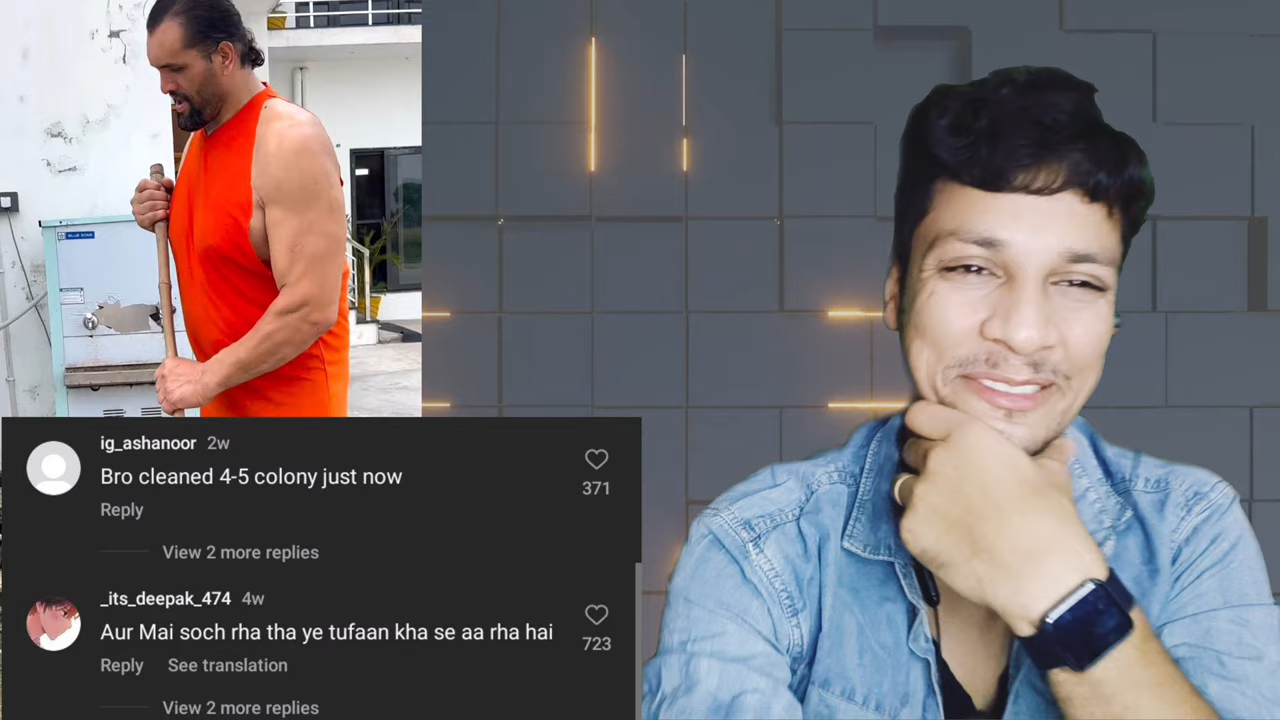 BLUE STAR
ig_ashanoor 2w
Bro cleaned 4-5 colony just now
371
Reply
View 2 more replies
_its_deepak_474 4w
Aur Mai soch rha tha ye tufaan kha se aa rha hai
723
Reply See translation
View 2 more replies